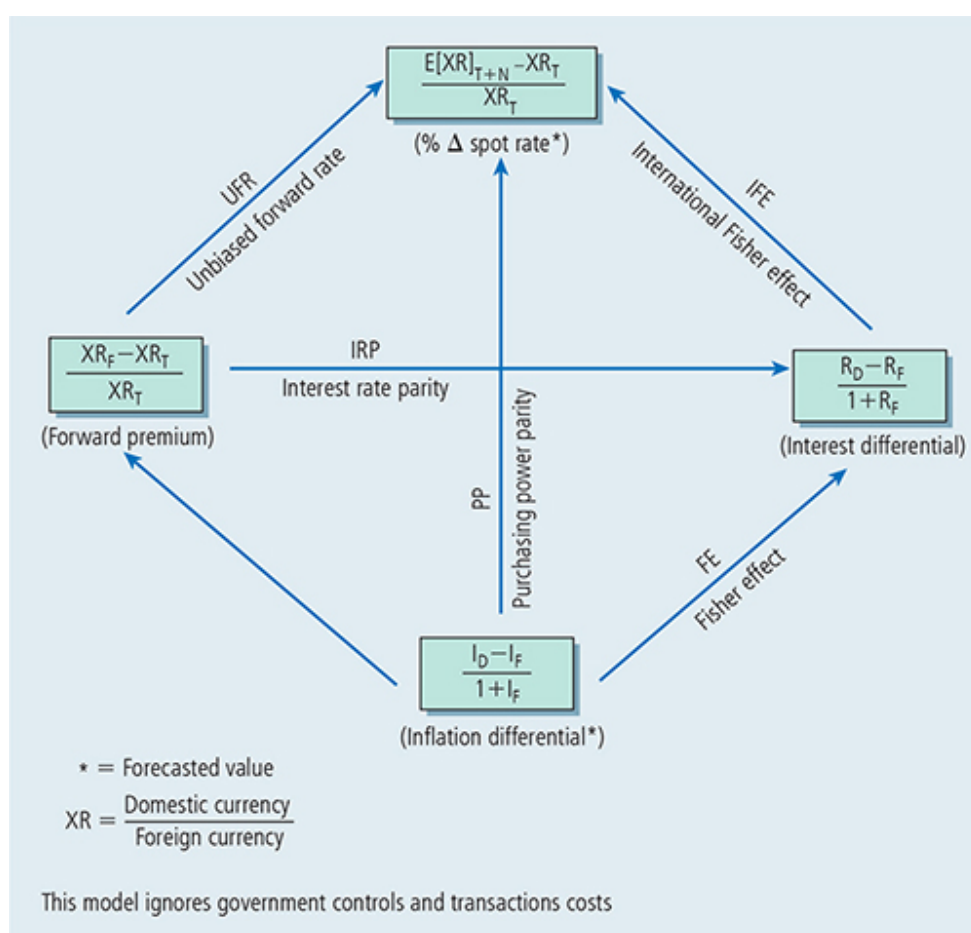 E[XR]T+N – XRT
XRT
(% Δ spot rate*)
UFR
Unbiased forward rate
IFE
International Fisher effect
XRF – XRT
XRT
(Forward premium)
IRP
Interest rate parity
RD – RF
1+RF
(Interest differential)
PP
Purchasing power parity
FE
Fisher effect
ID – IF
1+IF
(Inflation differential*)
* = Forecasted value
XR = Domestic currency
Foreign currency
This model ignores government controls and transactions costs